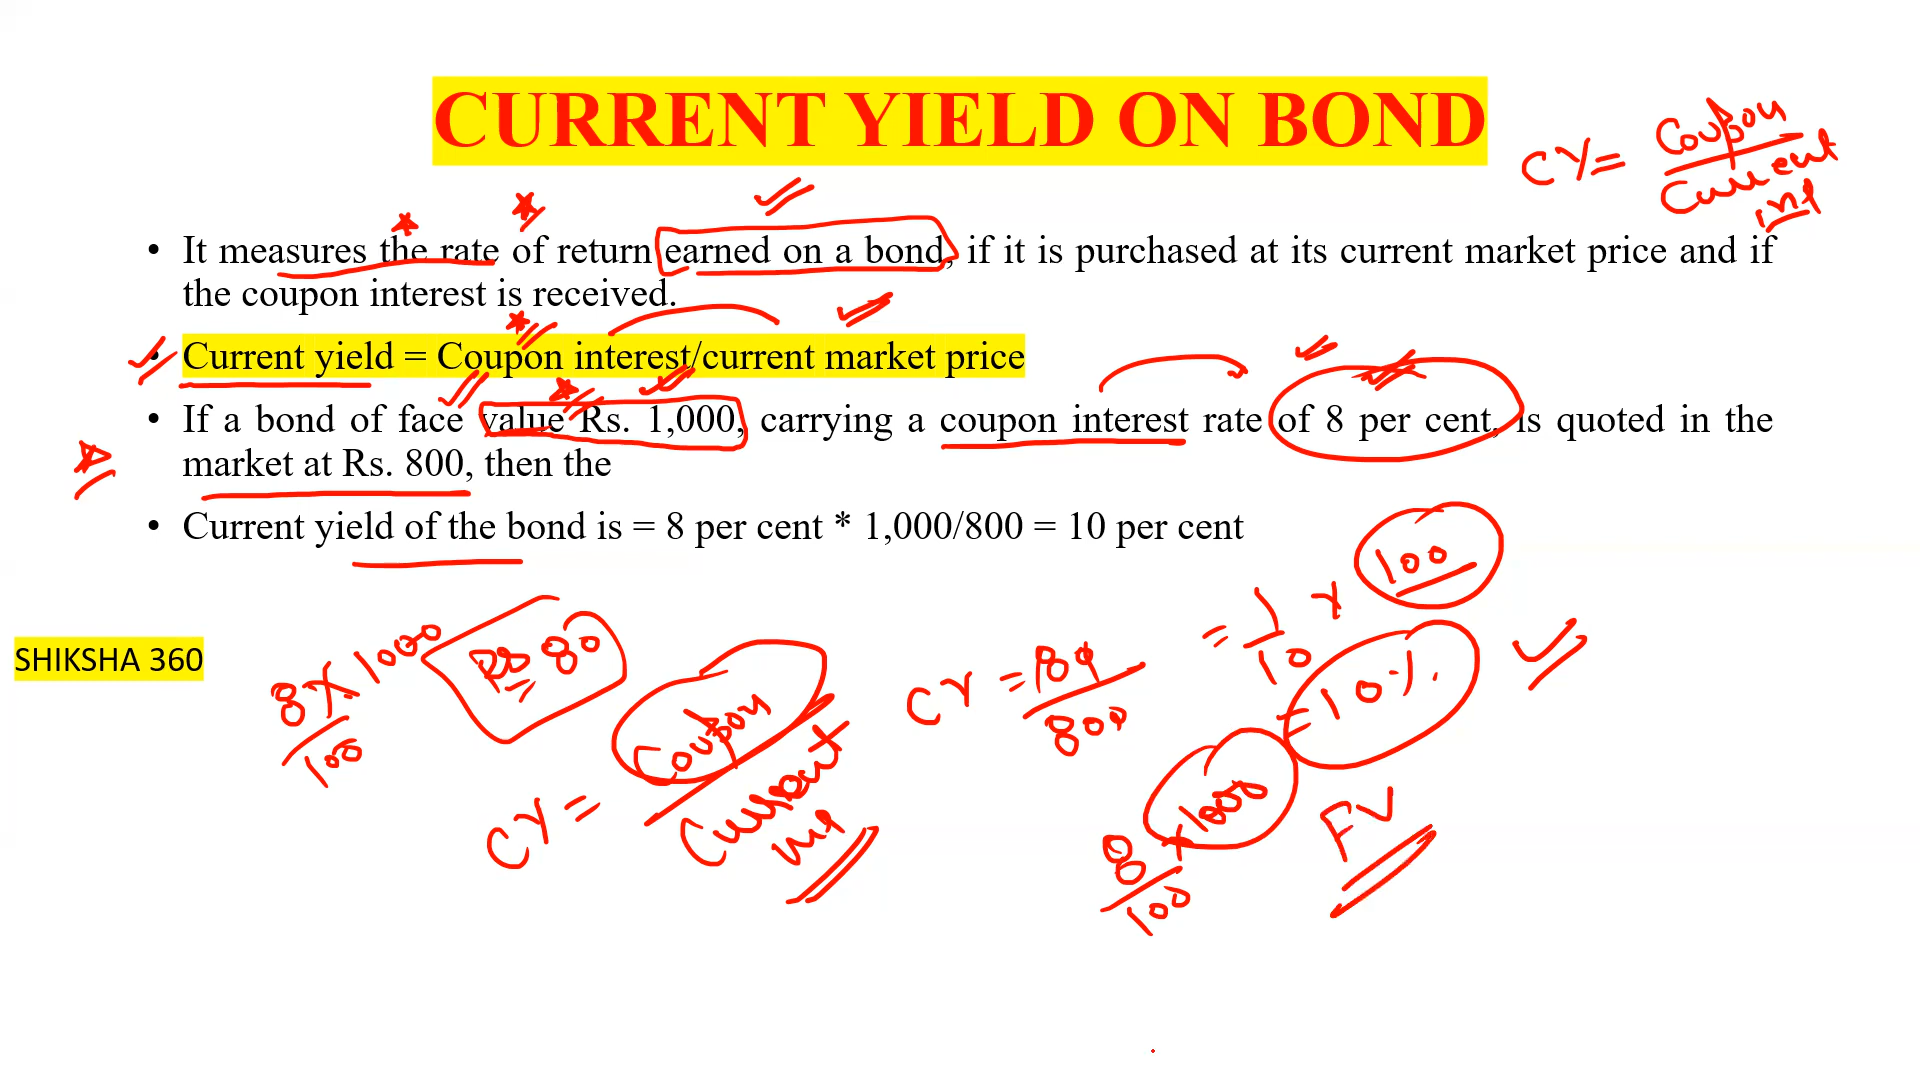 CURRENT YIELD ON BOND
CY = Coupon
Current
mp
• It measures the rate of return earned on a bond, if it is purchased at its current market price and if
the coupon interest is received.
• Current yield = Coupon interest/current market price
• If a bond of face value Rs. 1,000, carrying a coupon interest rate of 8 per cent, is quoted in the
market at Rs. 800, then the
• Current yield of the bond is = 8 per cent * 1,000/800 = 10 per cent
SHIKSHA 360
8 x 1000
100
Rs 80
CY = Coupon
Current
mp
CY = 80
800
= 1 x 100
10
= 10%
8 x 1000
100
FV